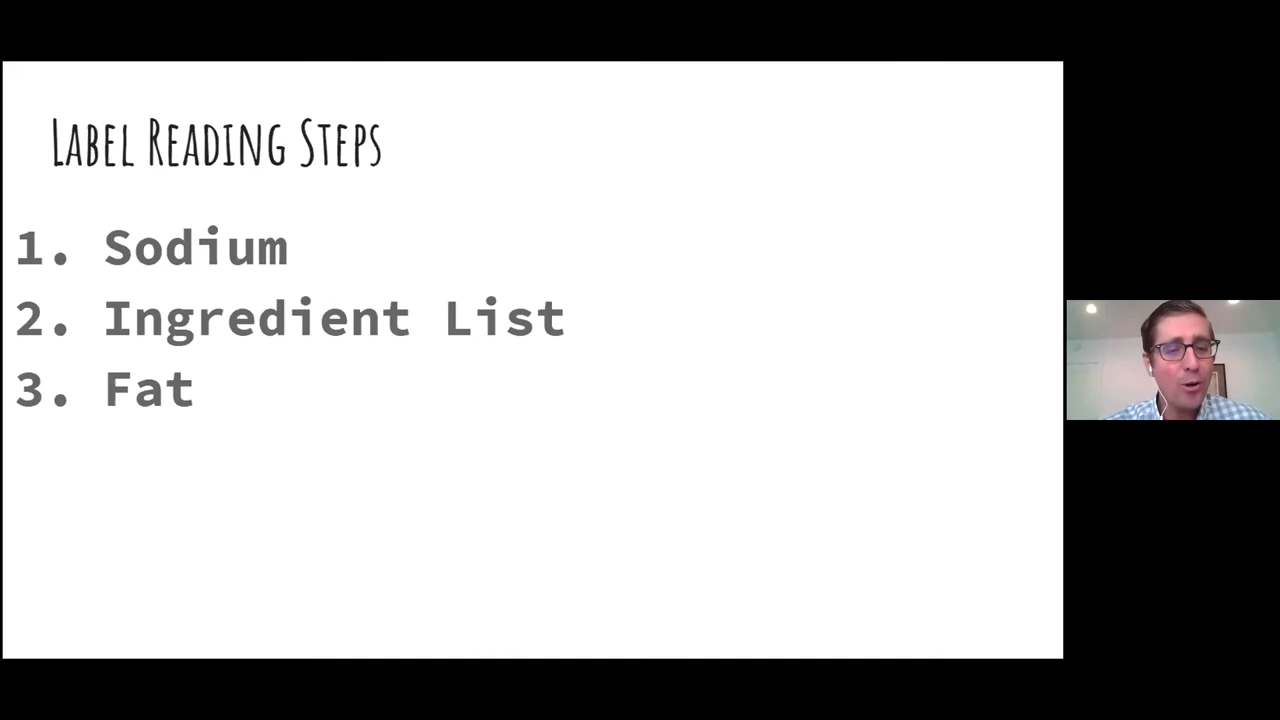 Label Reading Steps
1. Sodium
2. Ingredient List
3. Fat